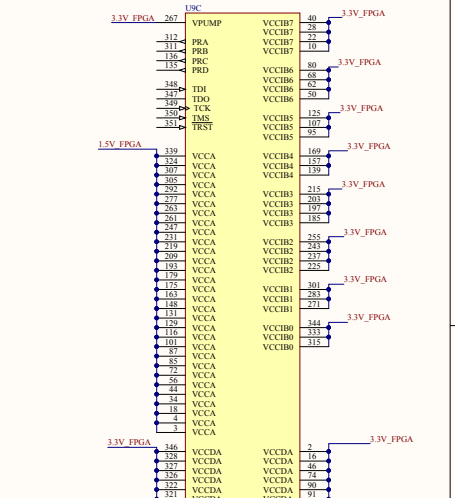 U9C
3.3V_FPGA 267 VPUMP VCCIB7 40 3.3V_FPGA
VCCIB7 28
312 PRA VCCIB7 22
311 PRB VCCIB7 10
136 PRC
135 PRD VCCIB6 80 3.3V_FPGA
VCCIB6 68
348 TDI VCCIB6 62
347 TDO VCCIB6 50
349 TCK
350 TMS VCCIB5 125 3.3V_FPGA
351 TRST VCCIB5 107
VCCIB5 95
1.5V_FPGA
339 VCCA VCCIB4 169 3.3V_FPGA
324 VCCA VCCIB4 157
307 VCCA VCCIB4 139
305 VCCA
292 VCCA VCCIB3 215 3.3V_FPGA
277 VCCA VCCIB3 203
263 VCCA VCCIB3 197
261 VCCA VCCIB3 185
247 VCCA
231 VCCA VCCIB2 255 3.3V_FPGA
219 VCCA VCCIB2 243
209 VCCA VCCIB2 237
193 VCCA VCCIB2 225
179 VCCA
175 VCCA VCCIB1 301 3.3V_FPGA
163 VCCA VCCIB1 283
148 VCCA VCCIB1 271
131 VCCA
129 VCCA VCCIB0 344 3.3V_FPGA
116 VCCA VCCIB0 333
101 VCCA VCCIB0 315
87 VCCA
85 VCCA
72 VCCA
56 VCCA
44 VCCA
34 VCCA
18 VCCA
4 VCCA
3 VCCA
3.3V_FPGA 3.3V_FPGA
346 VCCDA VCCDA 2
328 VCCDA VCCDA 16
327 VCCDA VCCDA 46
326 VCCDA VCCDA 74
322 VCCDA VCCDA 90
321 VCCDA VCCDA 91